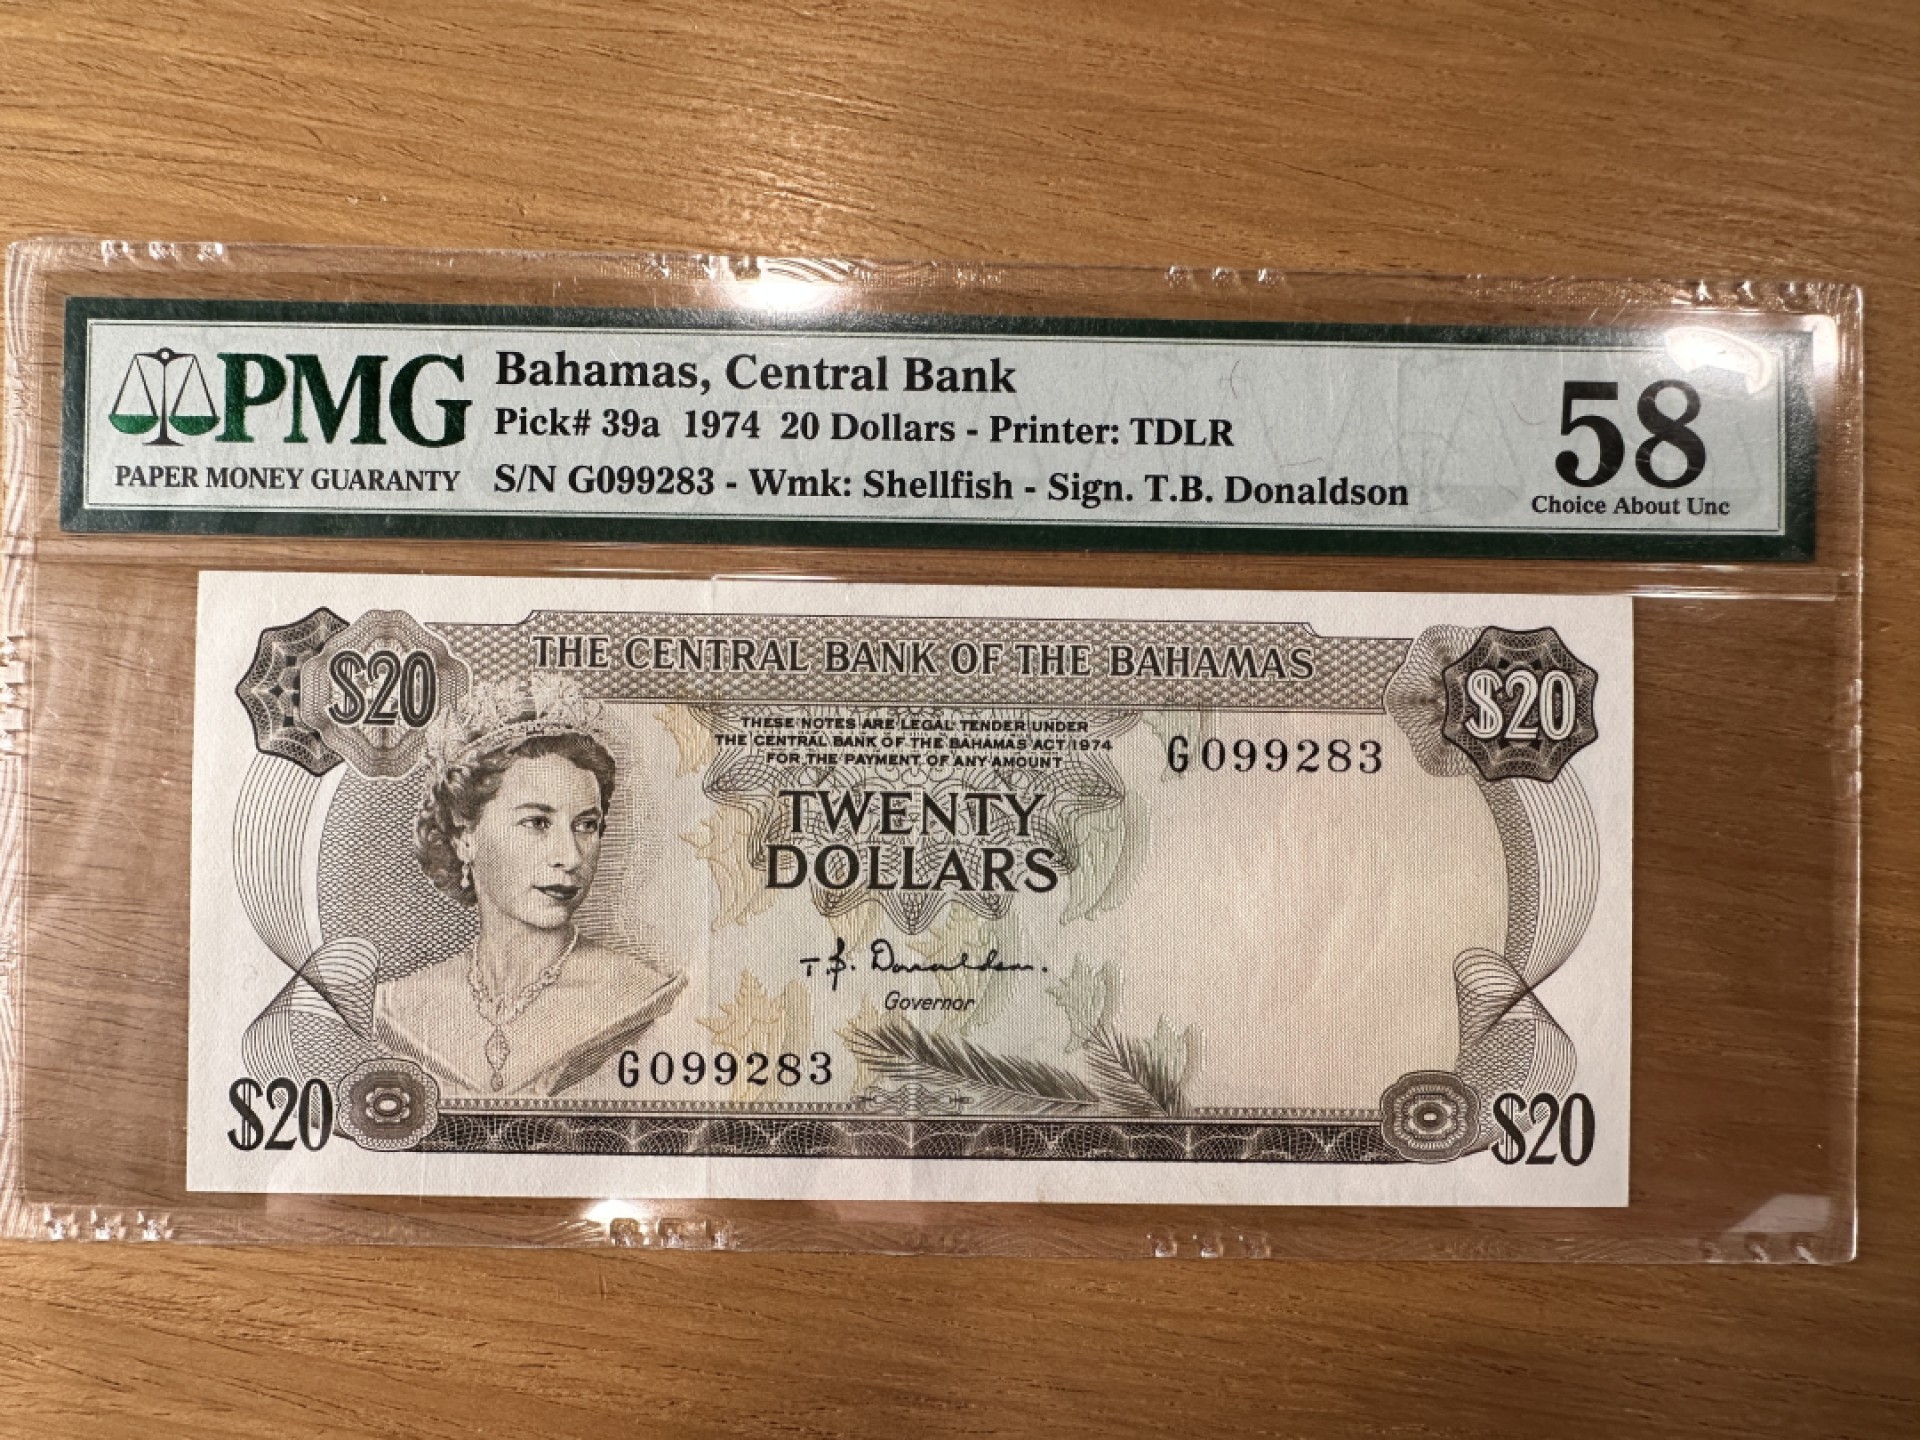 PMG
PAPER MONEY GUARANTY
Bahamas, Central Bank
Pick# 39a 1974 20 Dollars - Printer: TDLR
S/N G099283 - Wmk: Shellfish - Sign. T.B. Donaldson
58
Choice About Unc
$20
THE CENTRAL BANK OF THE BAHAMAS
$20
THESE NOTES ARE LEGAL TENDER UNDER
THE CENTRAL BANK OF THE BAHAMAS ACT 1974
FOR THE PAYMENT OF ANY AMOUNT
G099283
TWENTY
DOLLARS
T.B. Donaldson.
Governor
G099283
$20
$20